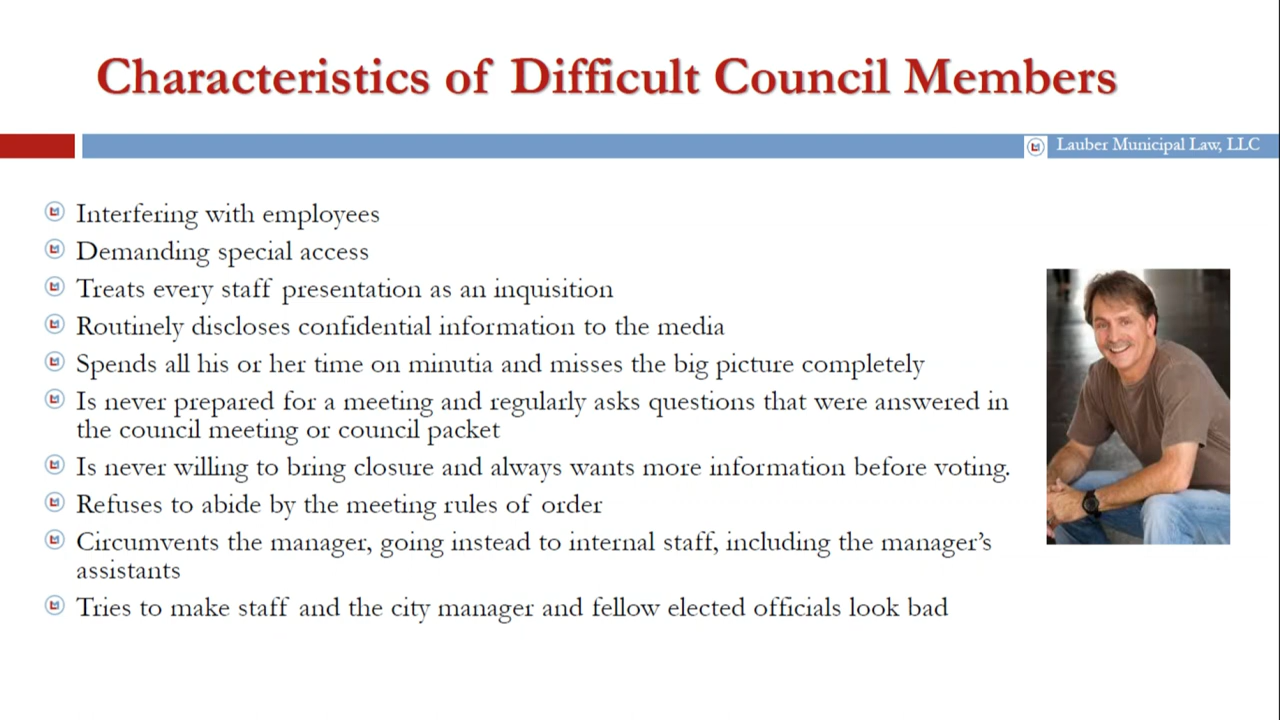 Characteristics of Difficult Council Members
Lauber Municipal Law, LLC
Interfering with employees
Demanding special access
Treats every staff presentation as an inquisition
Routinely discloses confidential information to the media
Spends all his or her time on minutia and misses the big picture completely
Is never prepared for a meeting and regularly asks questions that were answered in
the council meeting or council packet
Is never willing to bring closure and always wants more information before voting.
Refuses to abide by the meeting rules of order
Circumvents the manager, going instead to internal staff, including the manager’s
assistants
Tries to make staff and the city manager and fellow elected officials look bad